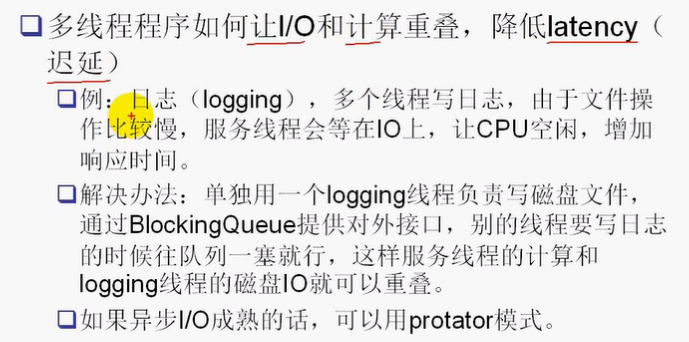 多线程程序如何让I/O和计算重叠，降低latency（
迟延）
例：日志（logging），多个线程写日志，由于文件操
作比较慢，服务线程会等在IO上，让CPU空闲，增加
响应时间。
解决办法：单独用一个logging线程负责写磁盘文件，
通过BlockingQueue提供对外接口，别的线程要写日志
的时候往队列一塞就行，这样服务线程的计算和
logging线程的磁盘IO就可以重叠。
如果异步I/O成熟的话，可以用protator模式。